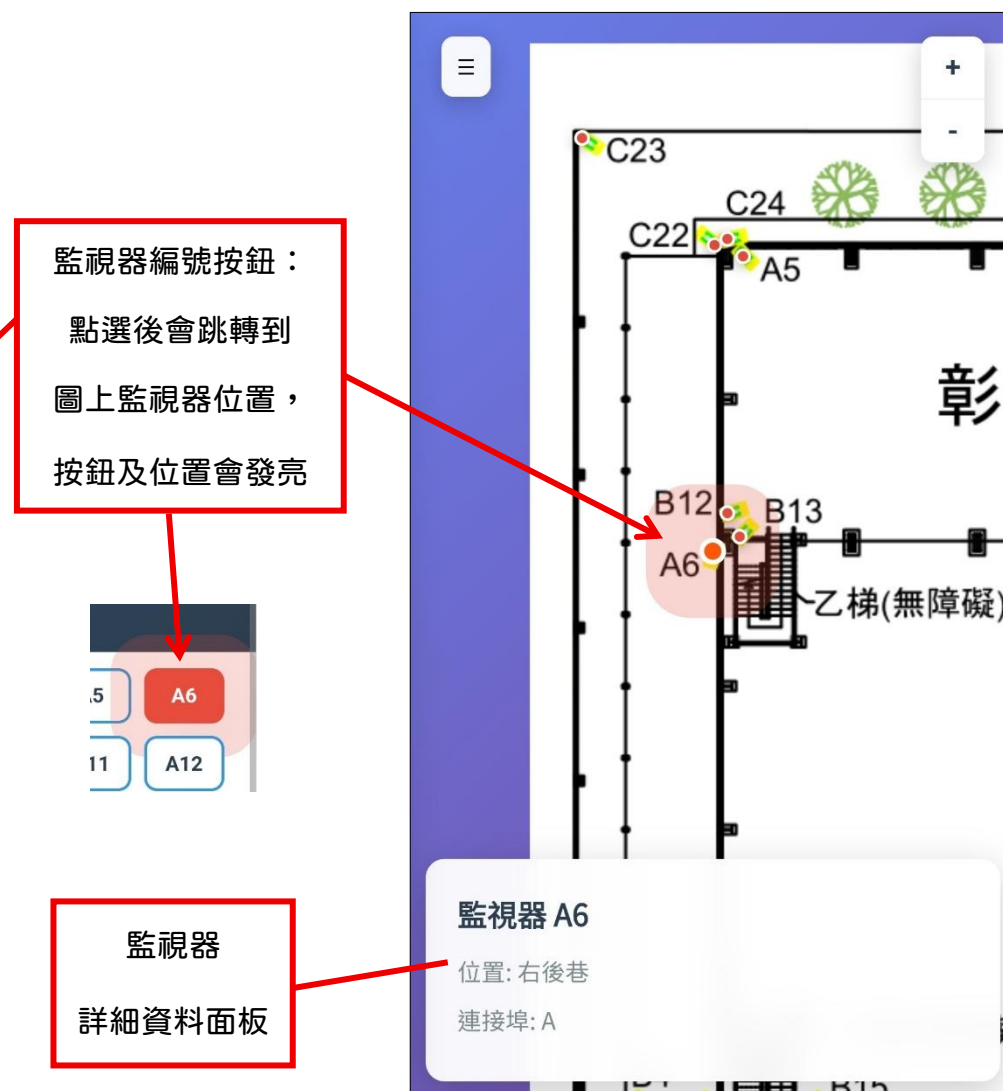 ☰
+
-
C23
C24
C22
A5
彰
B12
B13
A6
乙梯(無障礙)
監視器編號按鈕：
點選後會跳轉到
圖上監視器位置，
按鈕及位置會發亮
A6
11
A12
監視器
詳細資料面板
監視器 A6
位置: 右後巷
連接埠: A